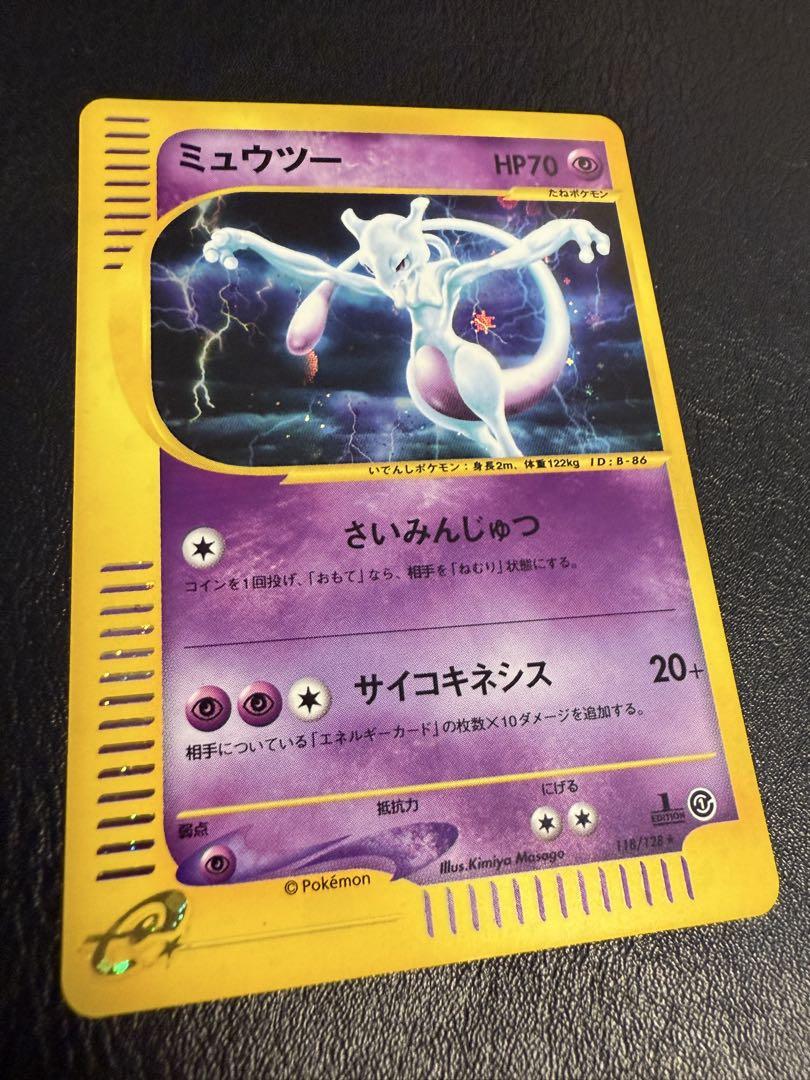 ミュウツー HP70
たねポケモン
いでんしポケモン：身長2m、体重122kg ID：B-86
さいみんじゅつ
コインを1回投げ、「おもて」なら、相手を「ねむり」状態にする。
サイコキネシス 20+
相手についている「エネルギーカード」の枚数×10ダメージを追加する。
弱点 抵抗力 にげる
1 EDITION
Illus.Kimiya Masago 118/128★
©Pokémon
e